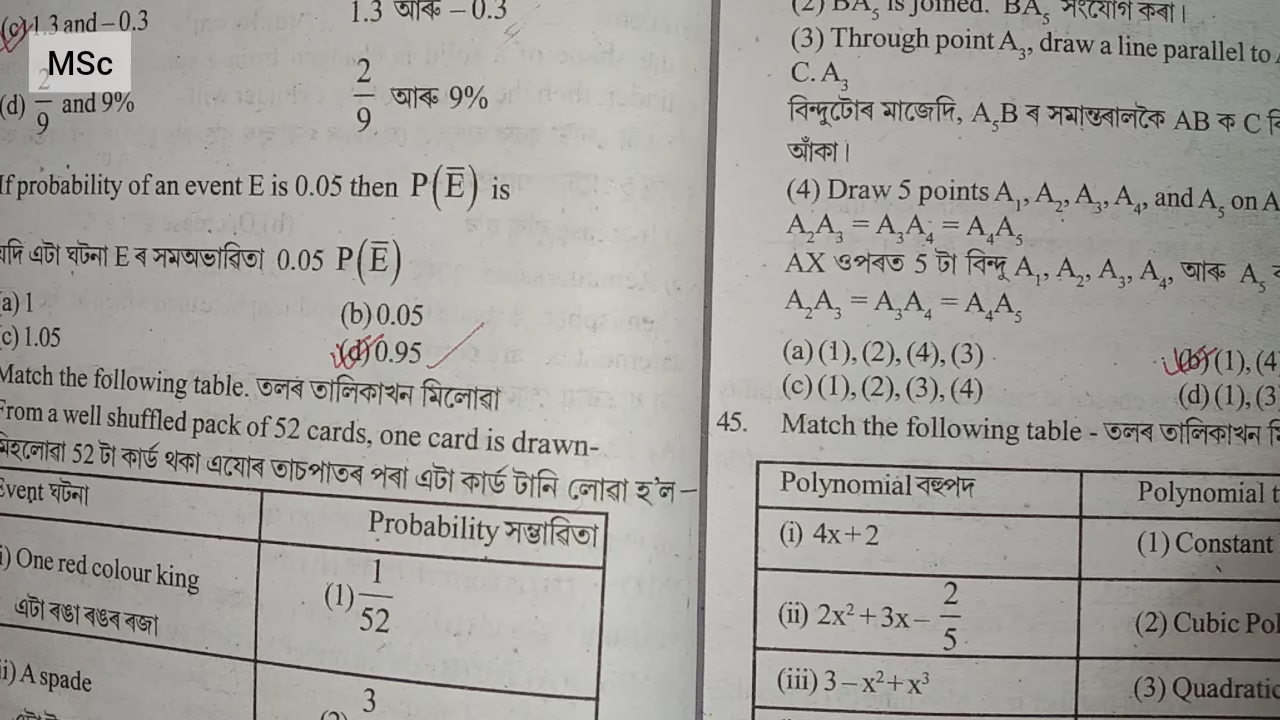 (c) 1.3 and – 0.3
1.3 আৰু – 0.3
MSc
(d) 2/9 and 9%
2/9 আৰু 9%
If probability of an event E is 0.05 then P(E̅) is
যদি এটা ঘটনা E ৰ সম্ভাৱিতা 0.05 P(E̅)
(a) 1
(b) 0.05
(c) 1.05
(d) 0.95
Match the following table. তলৰ তালিকাখন মিলোৱা
From a well shuffled pack of 52 cards, one card is drawn-
52 টা কাৰ্ড থকা এযোৰ তাচপাতৰ পৰা এটা কাৰ্ড টানি লোৱা হ'ল –
Event ঘটনা
Probability সম্ভাৱিতা
i) One red colour king
(1) 1/52
এটা ৰঙা ৰঙৰ ৰজা
ii) A spade
3
(2) BA₅ is joined. BA₅ সংযোগ কৰা।
(3) Through point A₃, draw a line parallel to
C. A₃
বিন্দুটোৰ মাজেদি, A₅B ৰ সমান্তৰালকৈ AB ক C
আঁকা।
(4) Draw 5 points A₁, A₂, A₃, A₄, and A₅ on
A₂A₃ = A₃A₄ = A₄A₅
AX ওপৰত 5 টা বিন্দু A₁, A₂, A₃, A₄, আৰু A₅
A₂A₃ = A₃A₄ = A₄A₅
(a) (1), (2), (4), (3)
(b) (1), (4
(c) (1), (2), (3), (4)
(d) (1), (3
45. Match the following table - তলৰ তালিকাখন
Polynomial বহুপদ
Polynomial t
(i) 4x + 2
(1) Constant
(ii) 2x² + 3x – 2/5
(2) Cubic Pol
(iii) 3 – x² + x³
(3) Quadratic